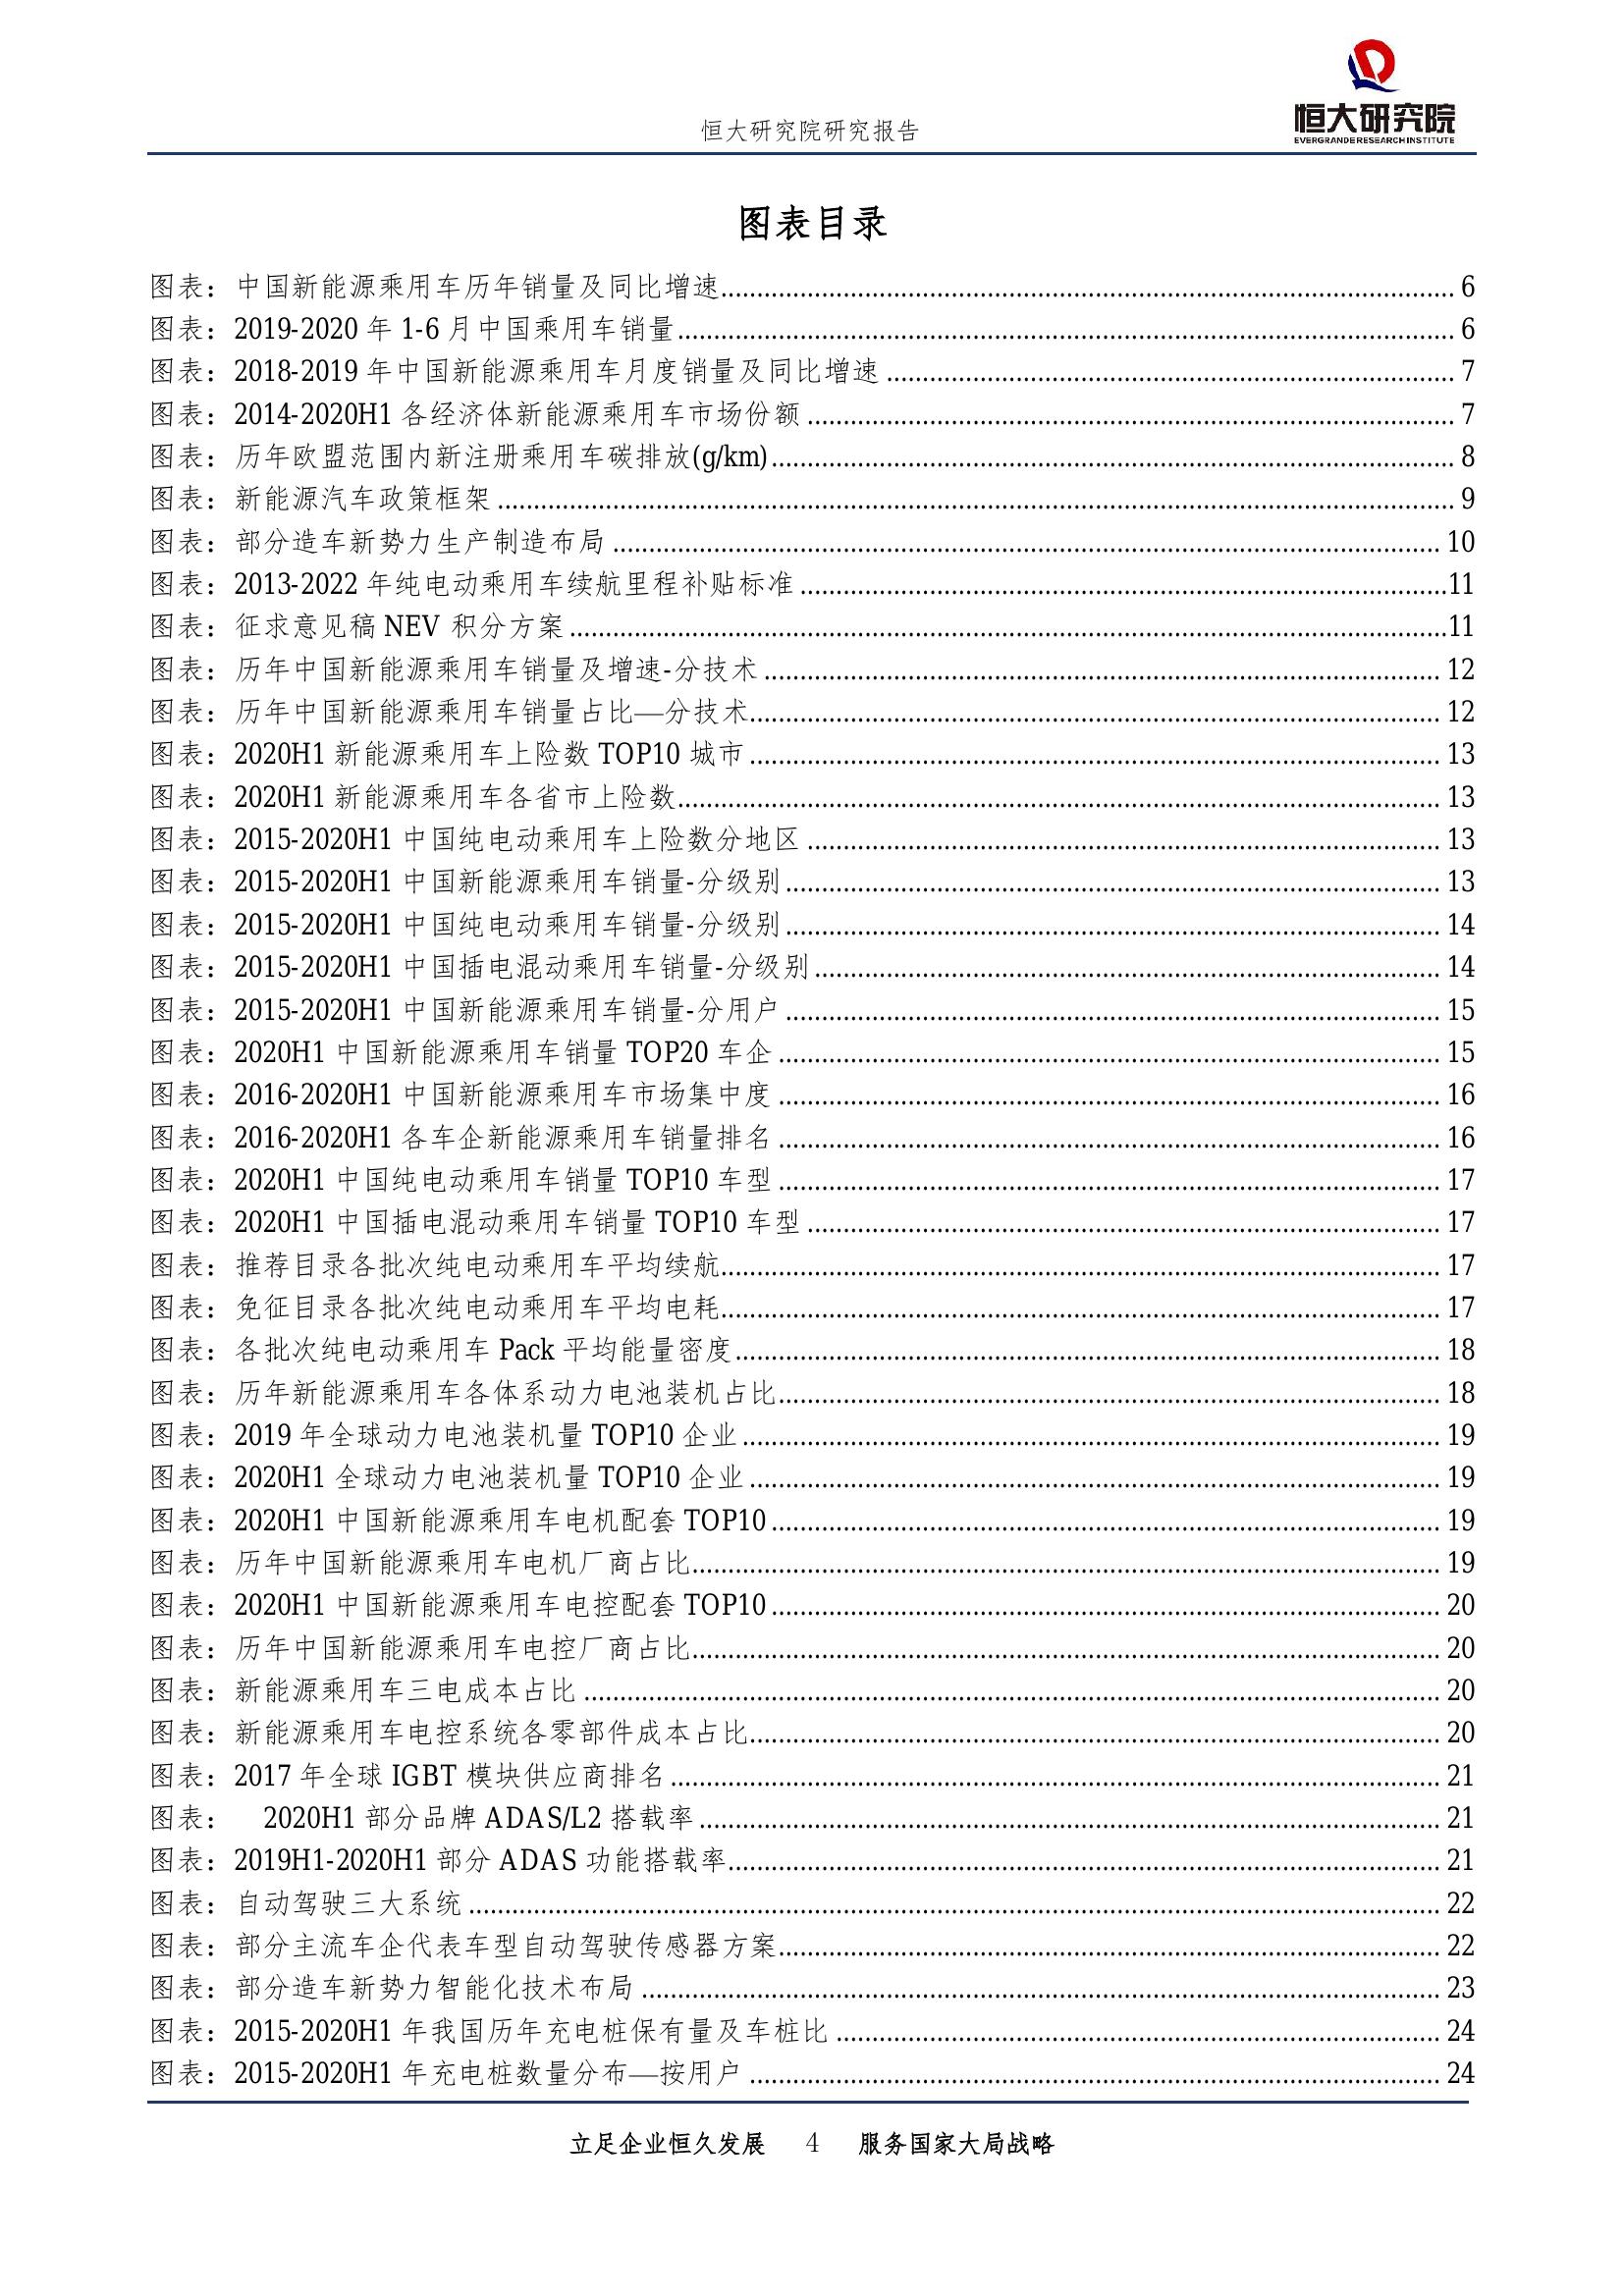 恒大研究院研究报告
恒大研究院
EVERGRANDE RESEARCH INSTITUTE
图表目录
图表：中国新能源乘用车历年销量及同比增速 6
图表：2019-2020 年 1-6 月中国乘用车销量 6
图表：2018-2019 年中国新能源乘用车月度销量及同比增速 7
图表：2014-2020H1 各经济体新能源乘用车市场份额 7
图表：历年欧盟范围内新注册乘用车碳排放(g/km) 8
图表：新能源汽车政策框架 9
图表：部分造车新势力生产制造布局 10
图表：2013-2022 年纯电动乘用车续航里程补贴标准 11
图表：征求意见稿 NEV 积分方案 11
图表：历年中国新能源乘用车销量及增速-分技术 12
图表：历年中国新能源乘用车销量占比—分技术 12
图表：2020H1 新能源乘用车上险数 TOP10 城市 13
图表：2020H1 新能源乘用车各省市上险数 13
图表：2015-2020H1 中国纯电动乘用车上险数分地区 13
图表：2015-2020H1 中国新能源乘用车销量-分级别 13
图表：2015-2020H1 中国纯电动乘用车销量-分级别 14
图表：2015-2020H1 中国插电混动乘用车销量-分级别 14
图表：2015-2020H1 中国新能源乘用车销量-分用户 15
图表：2020H1 中国新能源乘用车销量 TOP20 车企 15
图表：2016-2020H1 中国新能源乘用车市场集中度 16
图表：2016-2020H1 各车企新能源乘用车销量排名 16
图表：2020H1 中国纯电动乘用车销量 TOP10 车型 17
图表：2020H1 中国插电混动乘用车销量 TOP10 车型 17
图表：推荐目录各批次纯电动乘用车平均续航 17
图表：免征目录各批次纯电动乘用车平均电耗 17
图表：各批次纯电动乘用车 Pack 平均能量密度 18
图表：历年新能源乘用车各体系动力电池装机占比 18
图表：2019 年全球动力电池装机量 TOP10 企业 19
图表：2020H1 全球动力电池装机量 TOP10 企业 19
图表：2020H1 中国新能源乘用车电机配套 TOP10 19
图表：历年中国新能源乘用车电机厂商占比 19
图表：2020H1 中国新能源乘用车电控配套 TOP10 20
图表：历年中国新能源乘用车电控厂商占比 20
图表：新能源乘用车三电成本占比 20
图表：新能源乘用车电控系统各零部件成本占比 20
图表：2017 年全球 IGBT 模块供应商排名 21
图表： 2020H1 部分品牌 ADAS/L2 搭载率 21
图表：2019H1-2020H1 部分 ADAS 功能搭载率 21
图表：自动驾驶三大系统 22
图表：部分主流车企代表车型自动驾驶传感器方案 22
图表：部分造车新势力智能化技术布局 23
图表：2015-2020H1 年我国历年充电桩保有量及车桩比 24
图表：2015-2020H1 年充电桩数量分布—按用户 24
立足企业恒久发展 4 服务国家大局战略